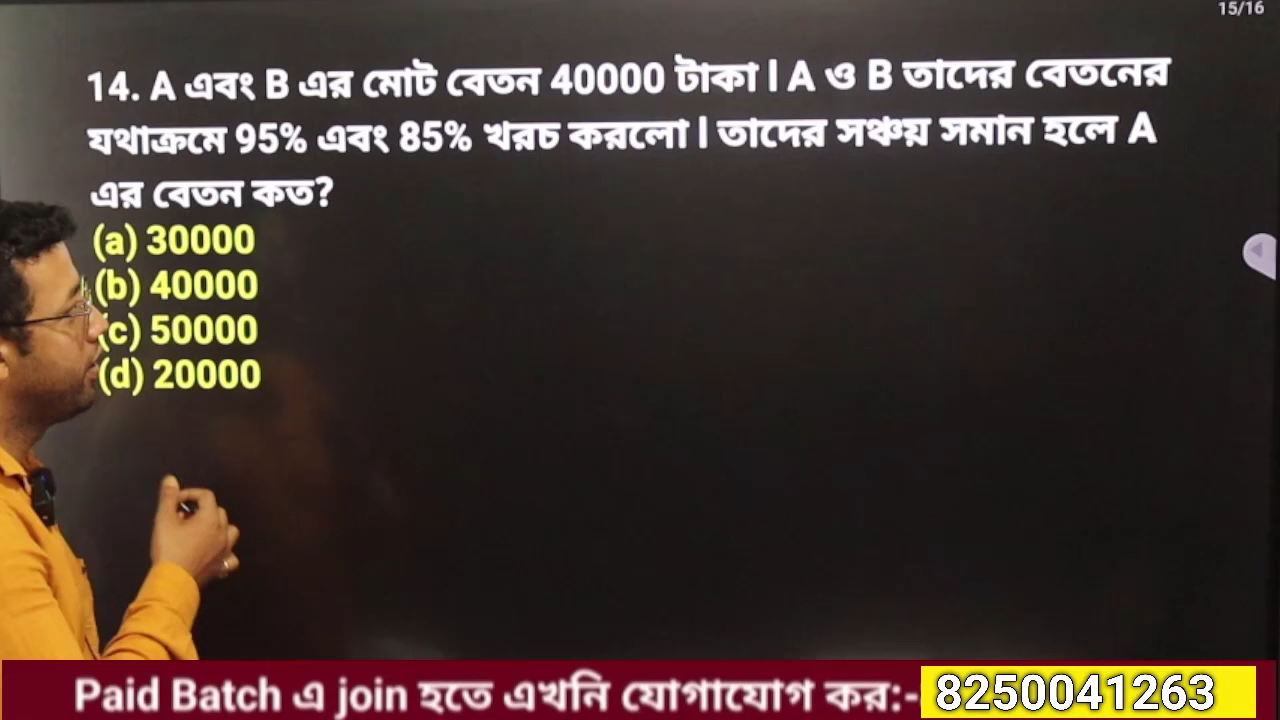 15/16
14. A এবং B এর মোট বেতন 40000 টাকা l A ও B তাদের বেতনের
যথাক্রমে 95% এবং 85% খরচ করলো l তাদের সঞ্চয় সমান হলে A
এর বেতন কত?
(a) 30000
(b) 40000
(c) 50000
(d) 20000
Paid Batch এ join হতে এখনি যোগাযোগ কর:- 8250041263